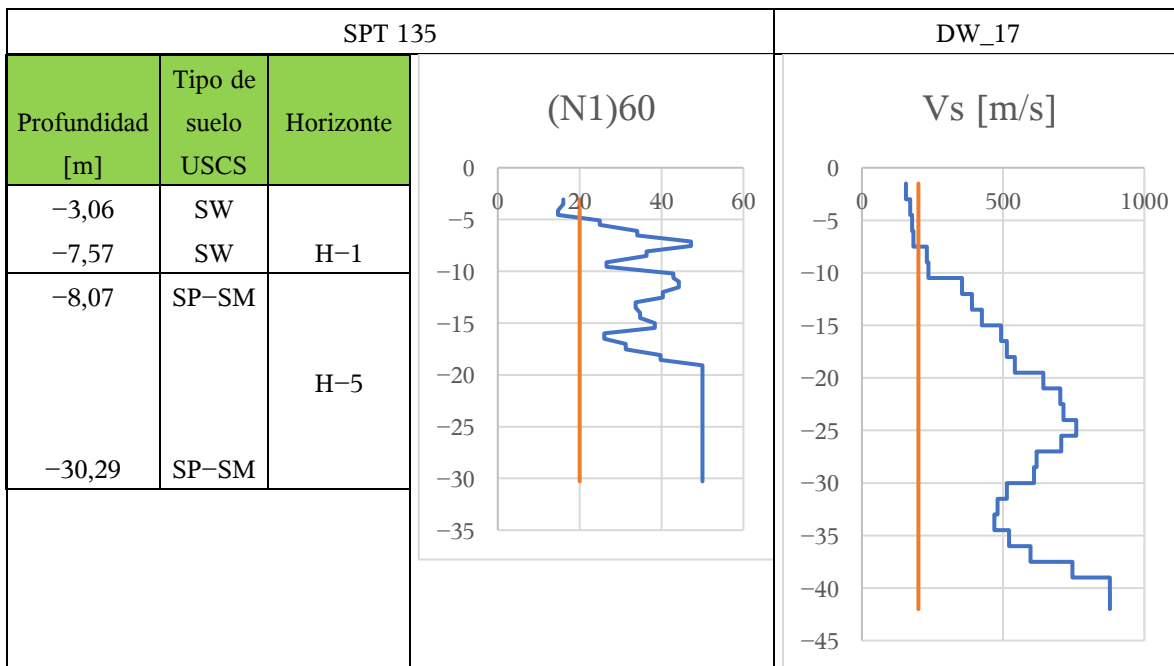 SPT 135
DW_17
Profundidad [m]
Tipo de suelo USCS
Horizonte
−3,06 SW
−7,57 SW H−1
−8,07 SP−SM
H−5
−30,29 SP−SM
(N1)60
0 20 40 60
0
−5
−10
−15
−20
−25
−30
−35
Vs [m/s]
0 500 1000
0
−5
−10
−15
−20
−25
−30
−35
−40
−45